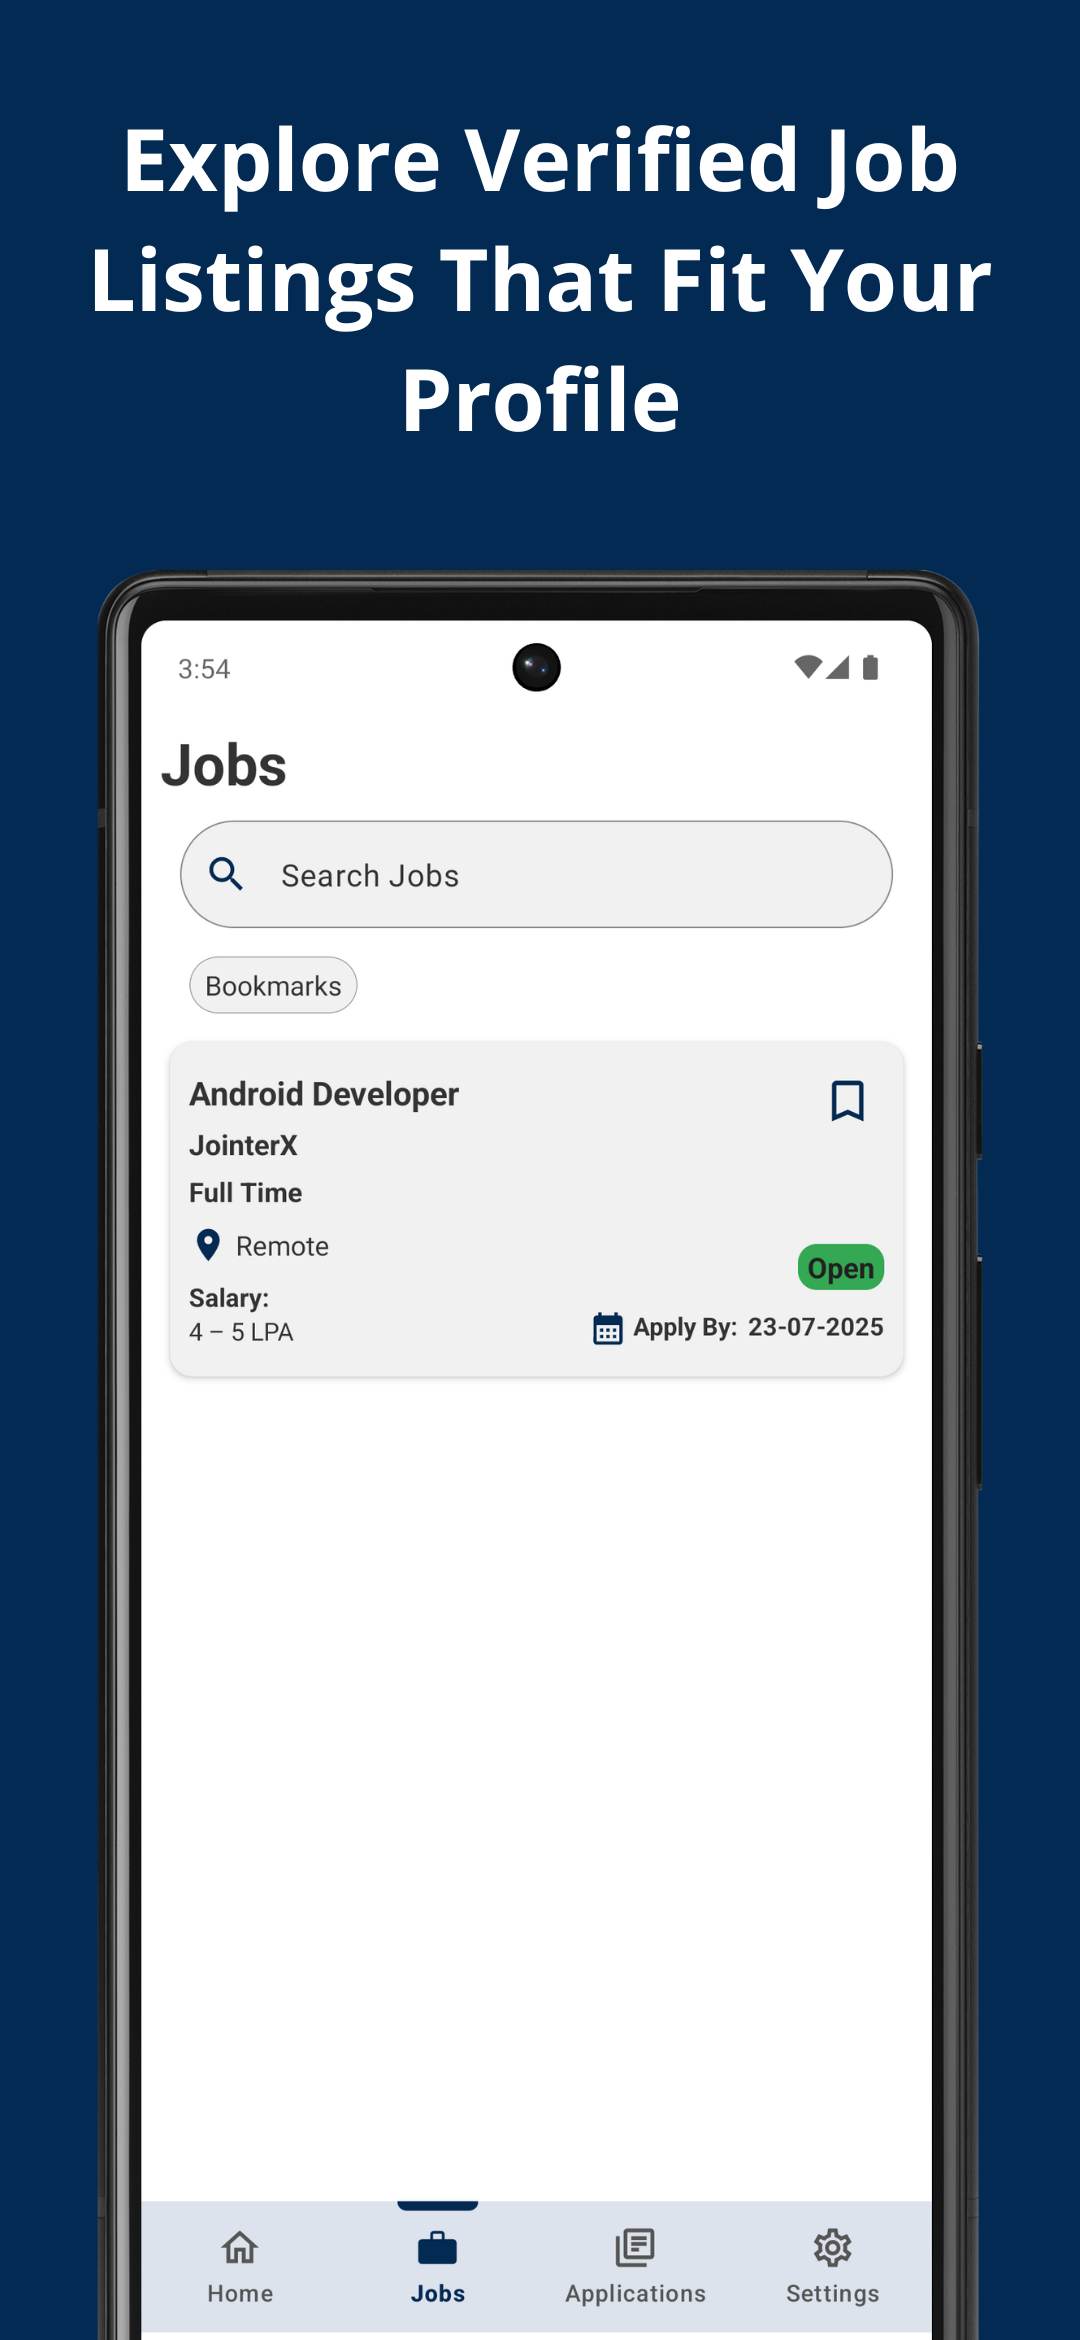 Explore Verified Job
Listings That Fit Your
Profile
3:54
Jobs
Search Jobs
Bookmarks
Android Developer
JointerX
Full Time
Remote
Open
Salary:
4 – 5 LPA
Apply By: 23-07-2025
Home
Jobs
Applications
Settings